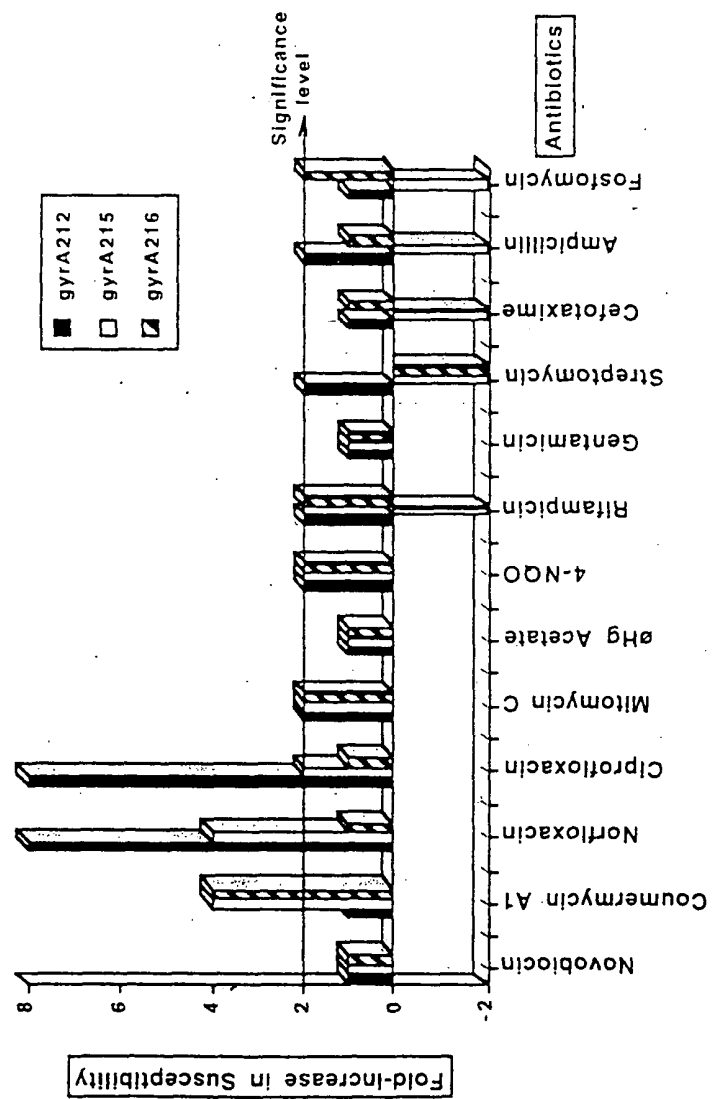 Fold-Increase in Susceptibility
8
6
4
2
0
-2
Significance
level
gyrA212
gyrA215
gyrA216
Novobiocin
Coumermycin A1
Norfloxacin
Ciprofloxacin
Mitomycin C
øHg Acetate
4-NQO
Rifampicin
Gentamicin
Streptomycin
Cefotaxime
Ampicillin
Fosfomycin
Antibiotics